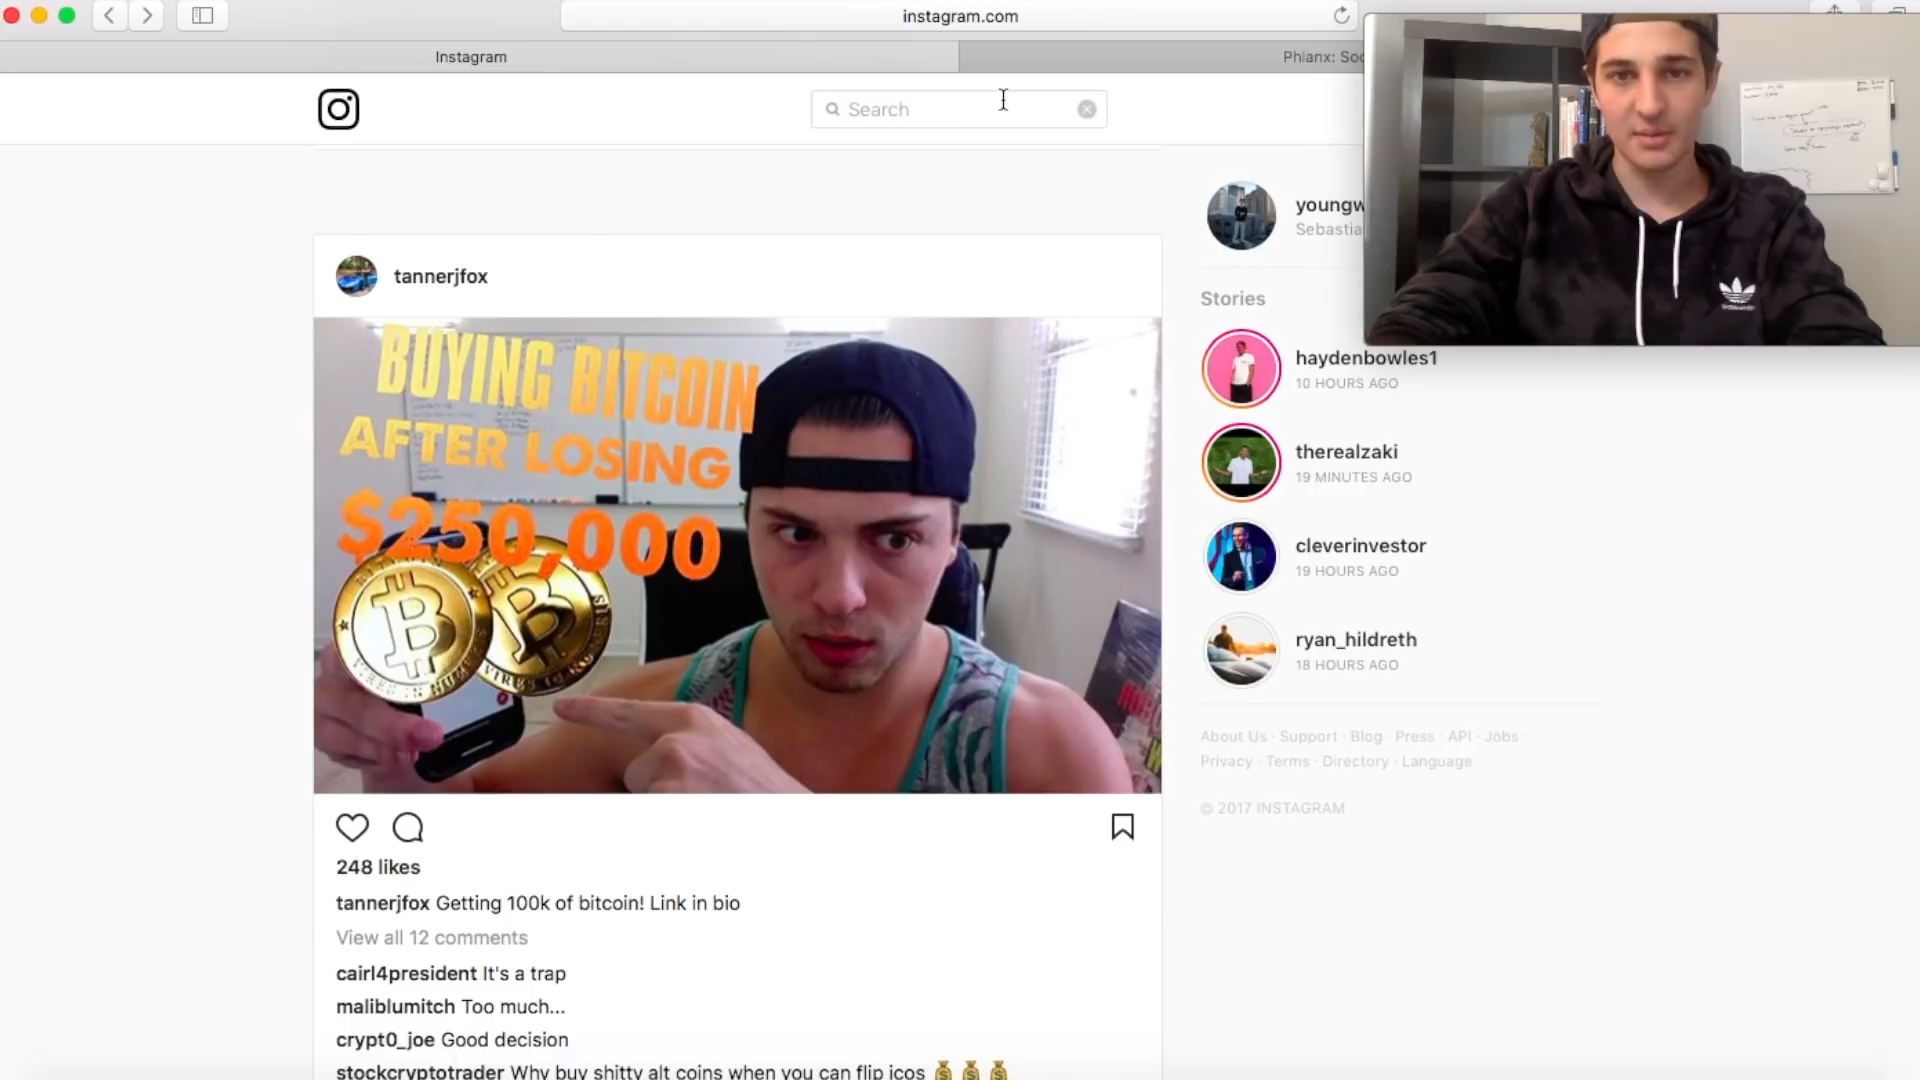 instagram.com
Instagram
Phlanx: Soc
Search
youngw
Sebastia
tannerjfox
BUYING BITCOIN
AFTER LOSING
$250,000
Stories
haydenbowles1
10 HOURS AGO
therealzaki
19 MINUTES AGO
cleverinvestor
19 HOURS AGO
ryan_hildreth
18 HOURS AGO
About Us · Support · Blog · Press · API · Jobs ·
Privacy · Terms · Directory · Language
© 2017 INSTAGRAM
248 likes
tannerjfox Getting 100k of bitcoin! Link in bio
View all 12 comments
cairl4president It's a trap
maliblumitch Too much...
crypt0_joe Good decision
stockcryptotrader Why buy shitty alt coins when you can flip icos 💰 💰 💰